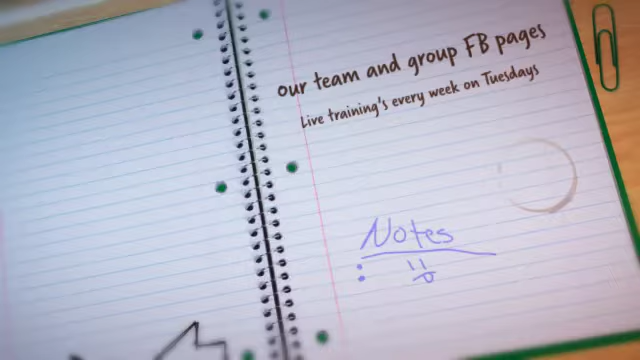 our team and group FB pages
Live training's every week on Tuesdays
Notes